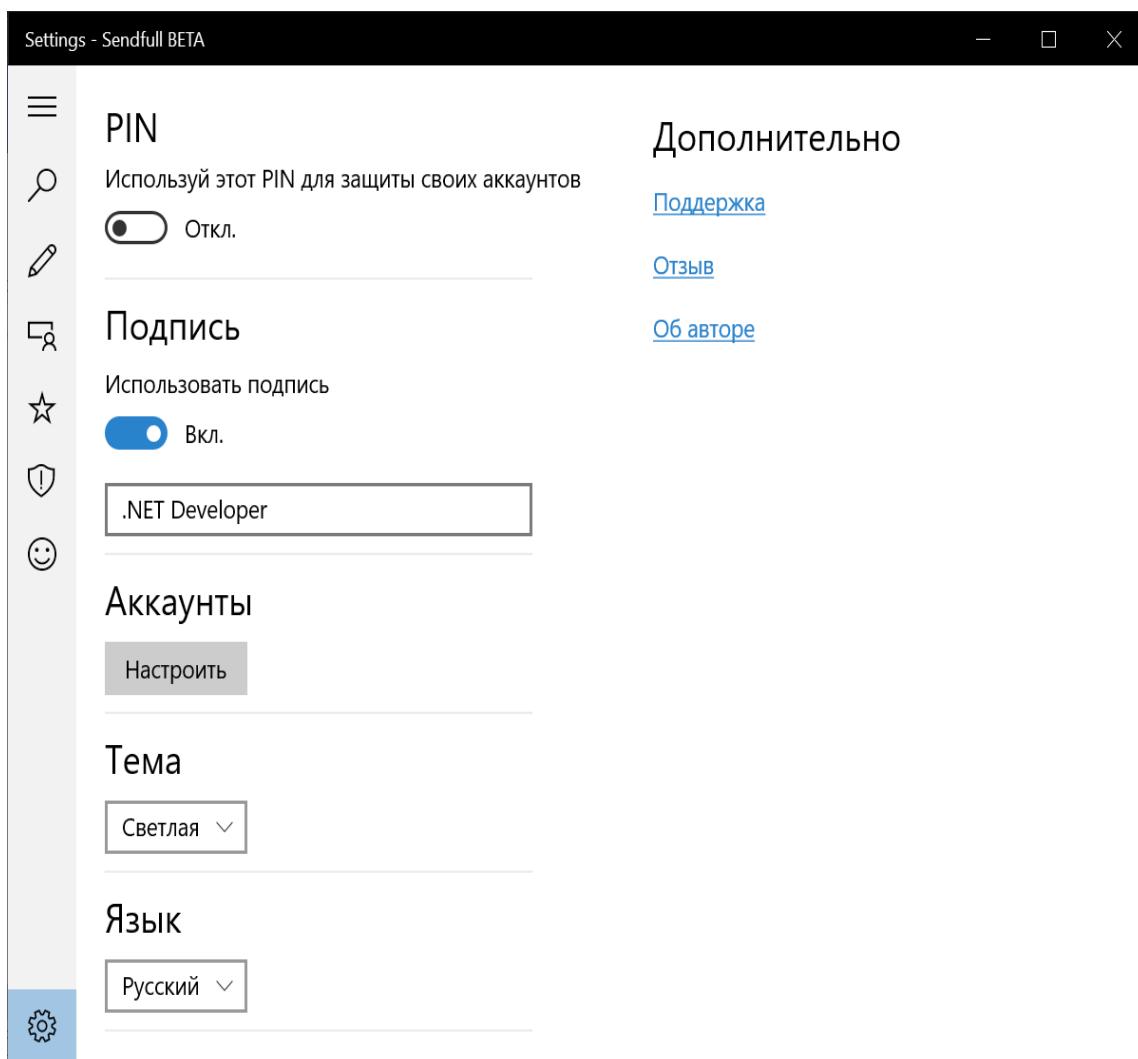 Settings - Sendfull BETA
PIN
Используй этот PIN для защиты своих аккаунтов
Откл.
Подпись
Использовать подпись
Вкл.
.NET Developer
Аккаунты
Настроить
Тема
Светлая
Язык
Русский
Дополнительно
Поддержка
Отзыв
Об авторе